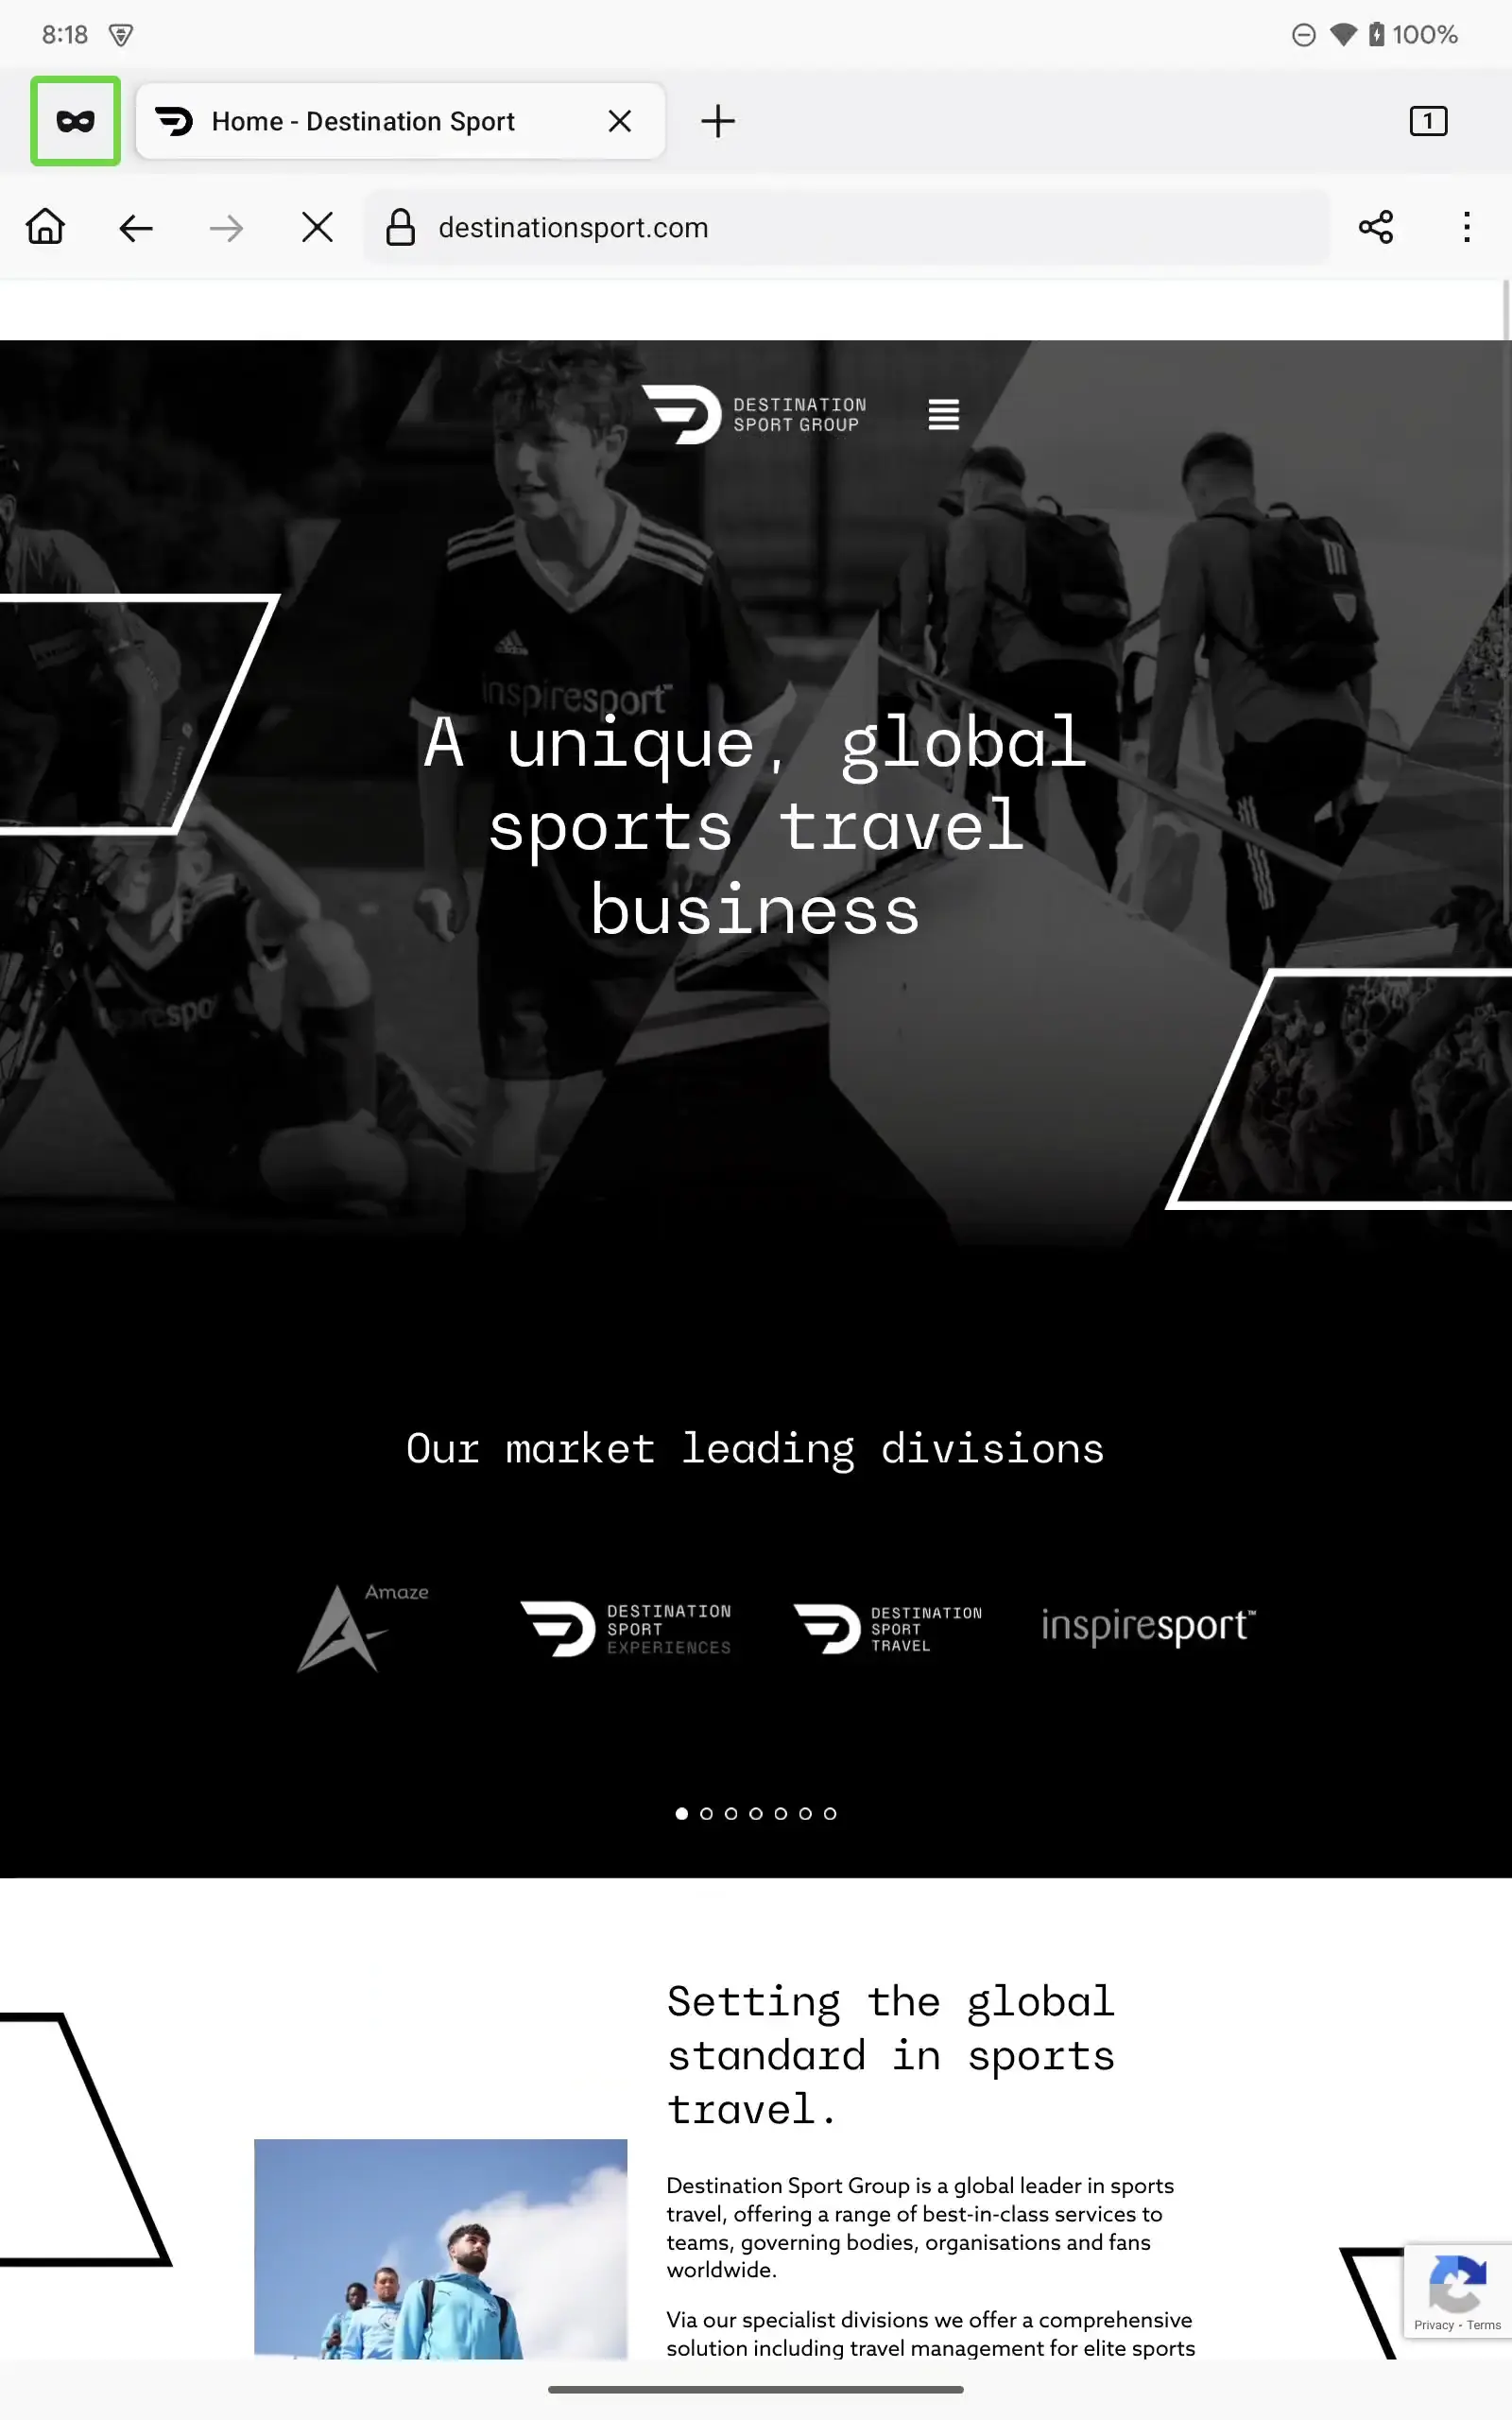 8:18
100%
Home - Destination Sport
1
destinationsport.com
DESTINATION
SPORT GROUP
inspiresport™
A unique, global
sports travel
business
Our market leading divisions
Amaze
DESTINATION
SPORT
EXPERIENCES
DESTINATION
SPORT
TRAVEL
inspiresport™
Setting the global
standard in sports
travel.
Destination Sport Group is a global leader in sports
travel, offering a range of best-in-class services to
teams, governing bodies, organisations and fans
worldwide.
Via our specialist divisions we offer a comprehensive
solution including travel management for elite sports
Privacy - Terms